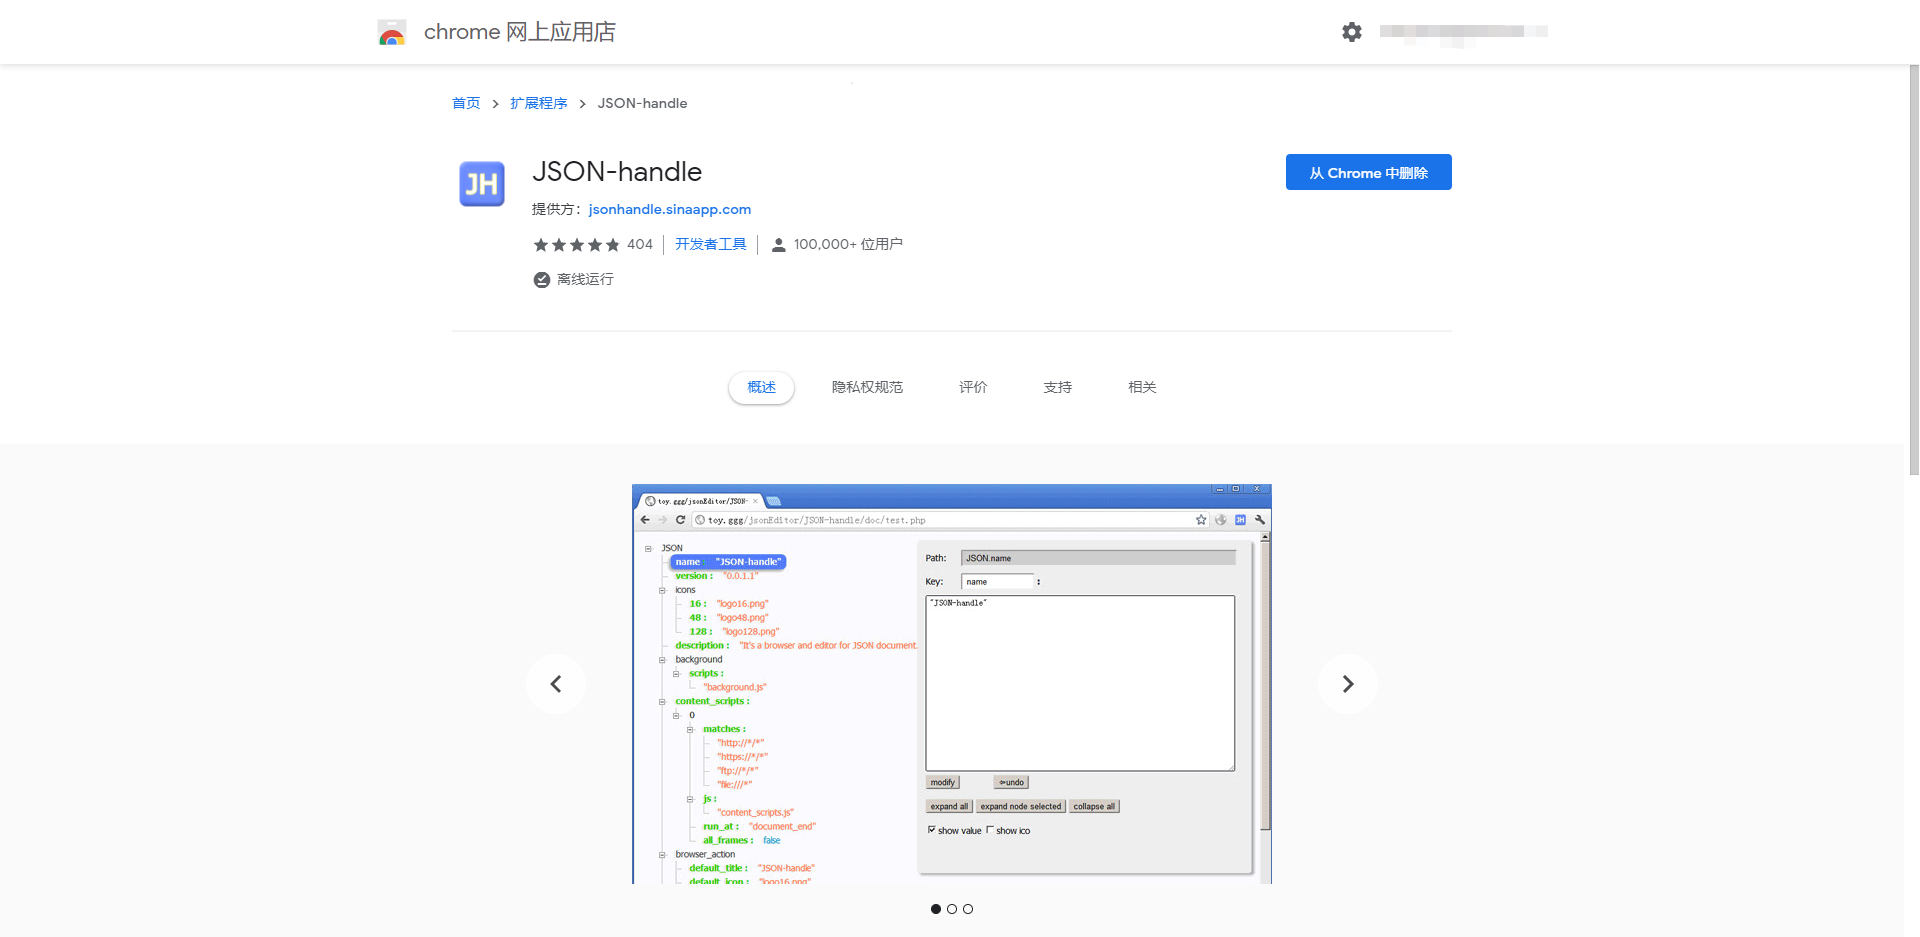 chrome 网上应用店
首页 > 扩展程序 > JSON-handle
JH
JSON-handle
从 Chrome 中删除
提供方： jsonhandle.sinaapp.com
404 开发者工具 100,000+ 位用户
离线运行
概述 隐私权规范 评价 支持 相关
toy.ggg/jsonEditor/JSON-
toy.ggg/jsonEditor/JSON-handle/doc/test.php
JH
JSON
name "JSON-handle"
version : "0.0.1.1"
icons
16 : "logo16.png"
48 : "logo48.png"
128 : "logo128.png"
description : "It's a browser and editor for JSON document.
background
scripts :
"background.js"
content_scripts :
0
matches :
"http://*/*"
"https://*/*"
"ftp://*/*"
"file:///*"
js :
"content_scripts.js"
run_at : "document_end"
all_frames : false
browser_action
default_title : "JSON-handle"
default_icon : "logo16.png"
Path: JSON.name
Key: name :
"JSON-handle"
modify ⇦undo
expand all expand node selected collapse all
show value show ico